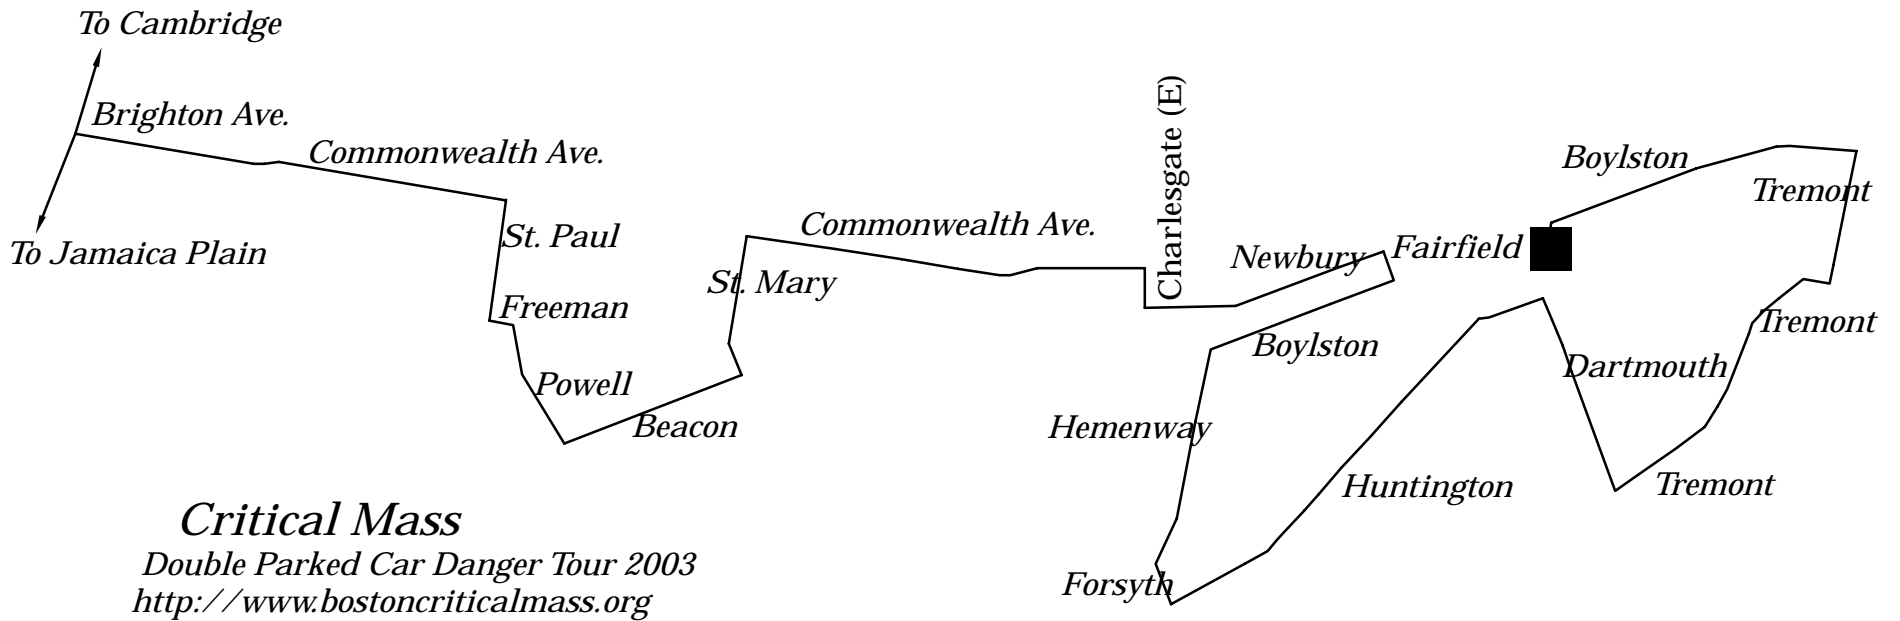 To Cambridge
Brighton Ave.
Commonwealth Ave.
To Jamaica Plain
St. Paul
Freeman
Powell
Beacon
St. Mary
Commonwealth Ave.
Charlesgate (E)
Newbury
Fairfield
Boylston
Hemenway
Forsyth
Huntington
Dartmouth
Tremont
Tremont
Tremont
Boylston
Critical Mass
Double Parked Car Danger Tour 2003
http://www.bostoncriticalmass.org